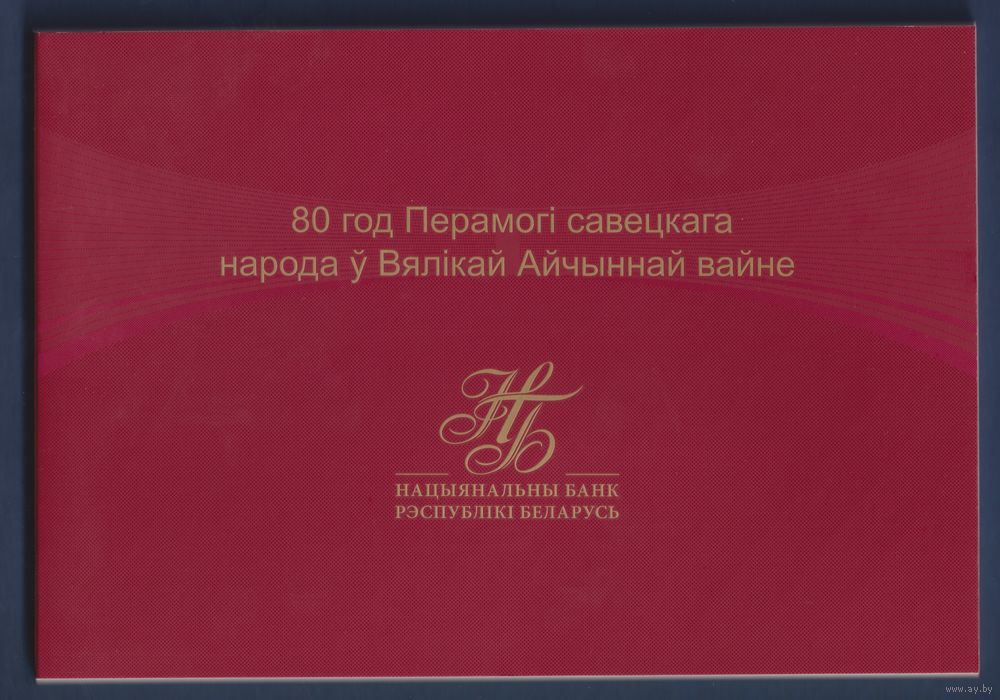 80 год Перамогі савецкага
народа ў Вялікай Айчыннай вайне
НБ
НАЦЫЯНАЛЬНЫ БАНК
РЭСПУБЛІКІ БЕЛАРУСЬ
www.ay.by